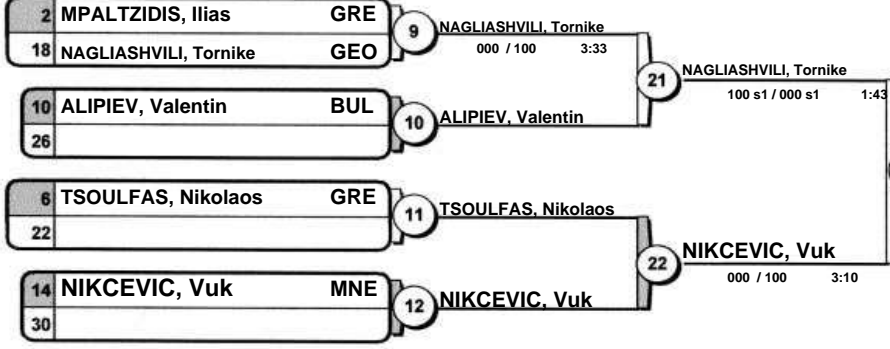 2 MPALTZIDIS, Ilias GRE
18 NAGLIASHVILI, Tornike GEO
9
NAGLIASHVILI, Tornike
000 / 100 3:33
10 ALIPIEV, Valentin BUL
26
10
ALIPIEV, Valentin
21
NAGLIASHVILI, Tornike
100 s1 / 000 s1 1:43
6 TSOULFAS, Nikolaos GRE
22
11
TSOULFAS, Nikolaos
14 NIKCEVIC, Vuk MNE
30
12
NIKCEVIC, Vuk
22
NIKCEVIC, Vuk
000 / 100 3:10